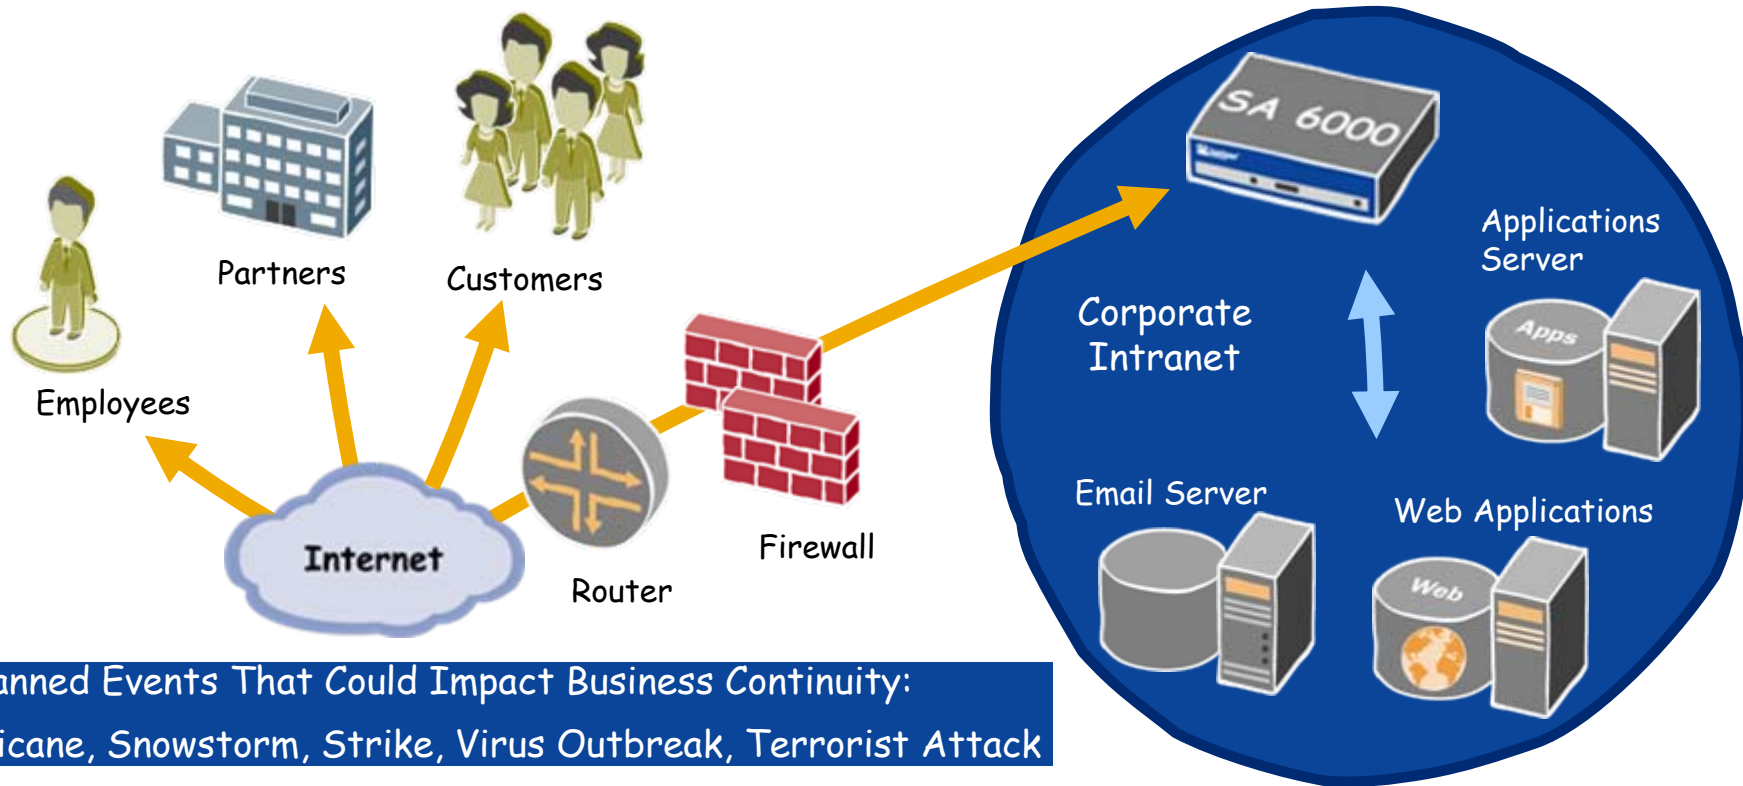 SA 6000
Applications
Server
Partners
Customers
Corporate
Intranet
Apps
Employees
Email Server
Web Applications
Firewall
Internet
Router
Web
anned Events That Could Impact Business Continuity:
icane, Snowstorm, Strike, Virus Outbreak, Terrorist Attack